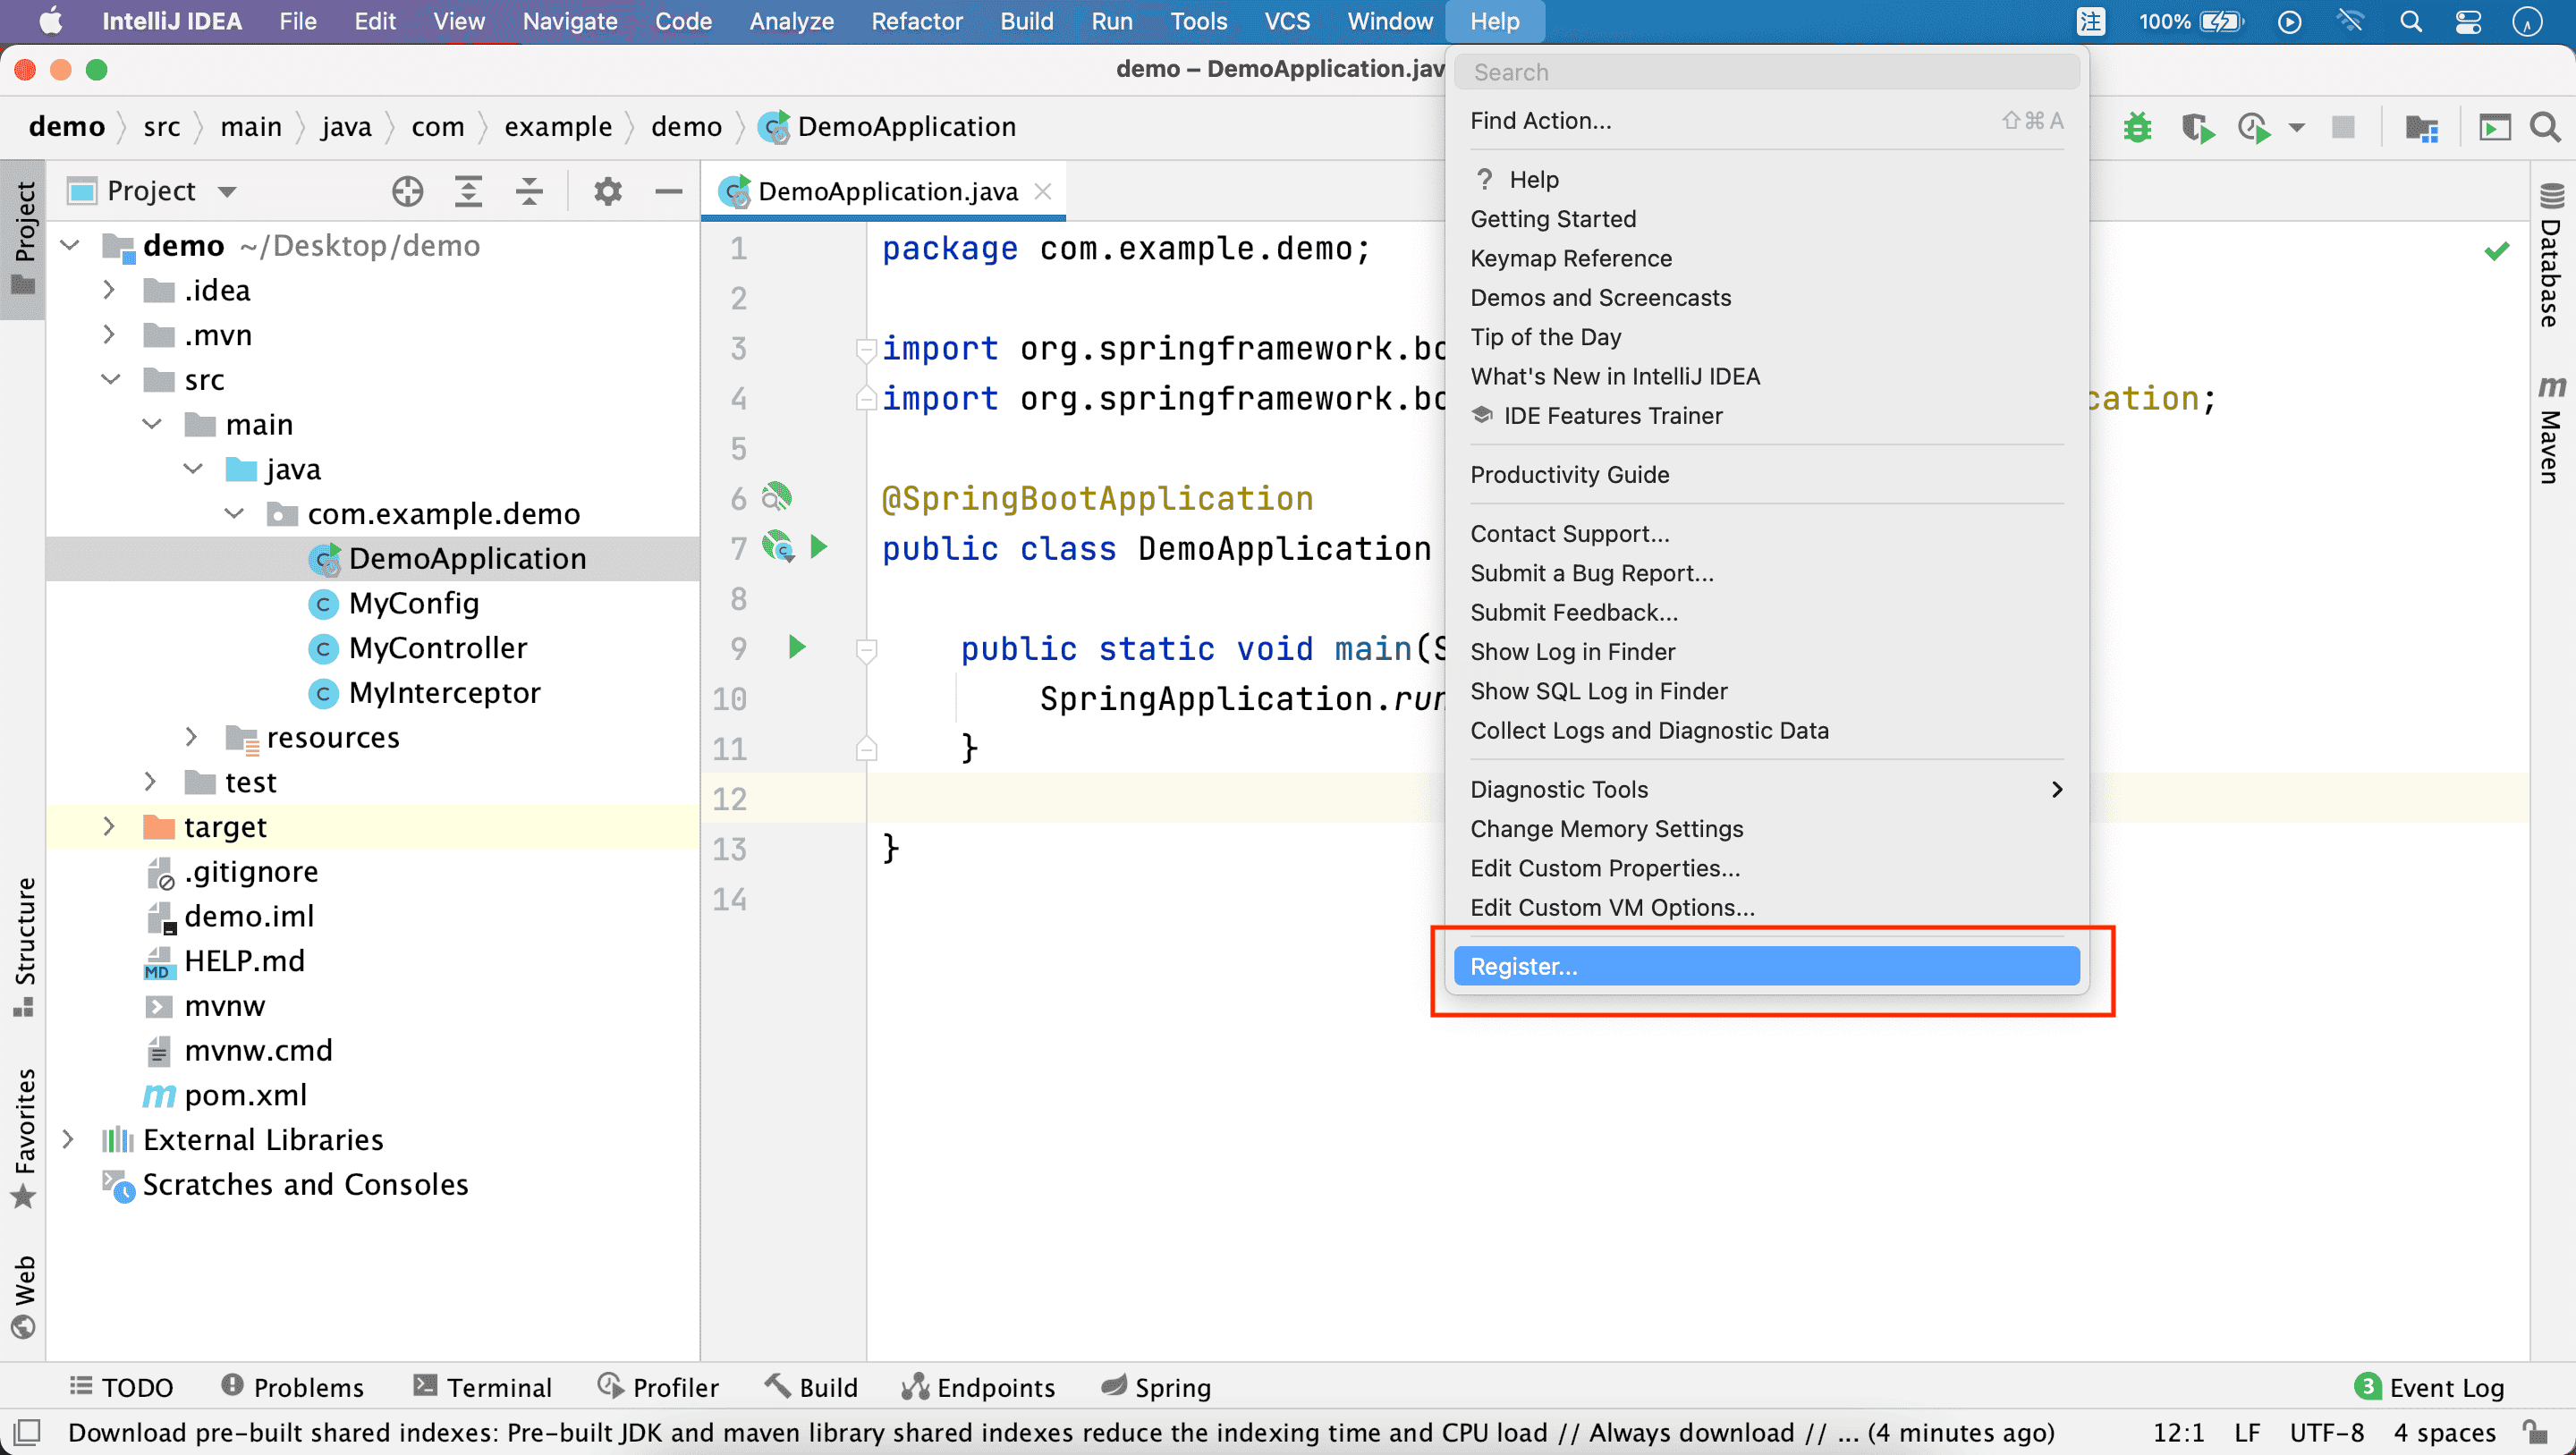 IntelliJ IDEA File Edit View Navigate Code Analyze Refactor Build Run Tools VCS Window Help 注 100%
demo – DemoApplication.jav
demo src main java com example demo DemoApplication
Project
DemoApplication.java
Project
demo ~/Desktop/demo
.idea
.mvn
src
main
java
com.example.demo
DemoApplication
MyConfig
MyController
MyInterceptor
resources
test
target
.gitignore
demo.iml
HELP.md
mvnw
mvnw.cmd
pom.xml
External Libraries
Scratches and Consoles
Structure
Favorites
Web
1 package com.example.demo;
2
3 import org.springframework.bo
4 import org.springframework.bo cation;
5
6 @SpringBootApplication
7 public class DemoApplication
8
9 public static void main(S
10 SpringApplication.run
11 }
12
13 }
14
Search
Find Action... ⇧⌘A
? Help
Getting Started
Keymap Reference
Demos and Screencasts
Tip of the Day
What's New in IntelliJ IDEA
IDE Features Trainer
Productivity Guide
Contact Support...
Submit a Bug Report...
Submit Feedback...
Show Log in Finder
Show SQL Log in Finder
Collect Logs and Diagnostic Data
Diagnostic Tools
Change Memory Settings
Edit Custom Properties...
Edit Custom VM Options...
Register...
Database
Maven
TODO Problems Terminal Profiler Build Endpoints Spring 3 Event Log
Download pre-built shared indexes: Pre-built JDK and maven library shared indexes reduce the indexing time and CPU load // Always download // ... (4 minutes ago) 12:1 LF UTF-8 4 spaces